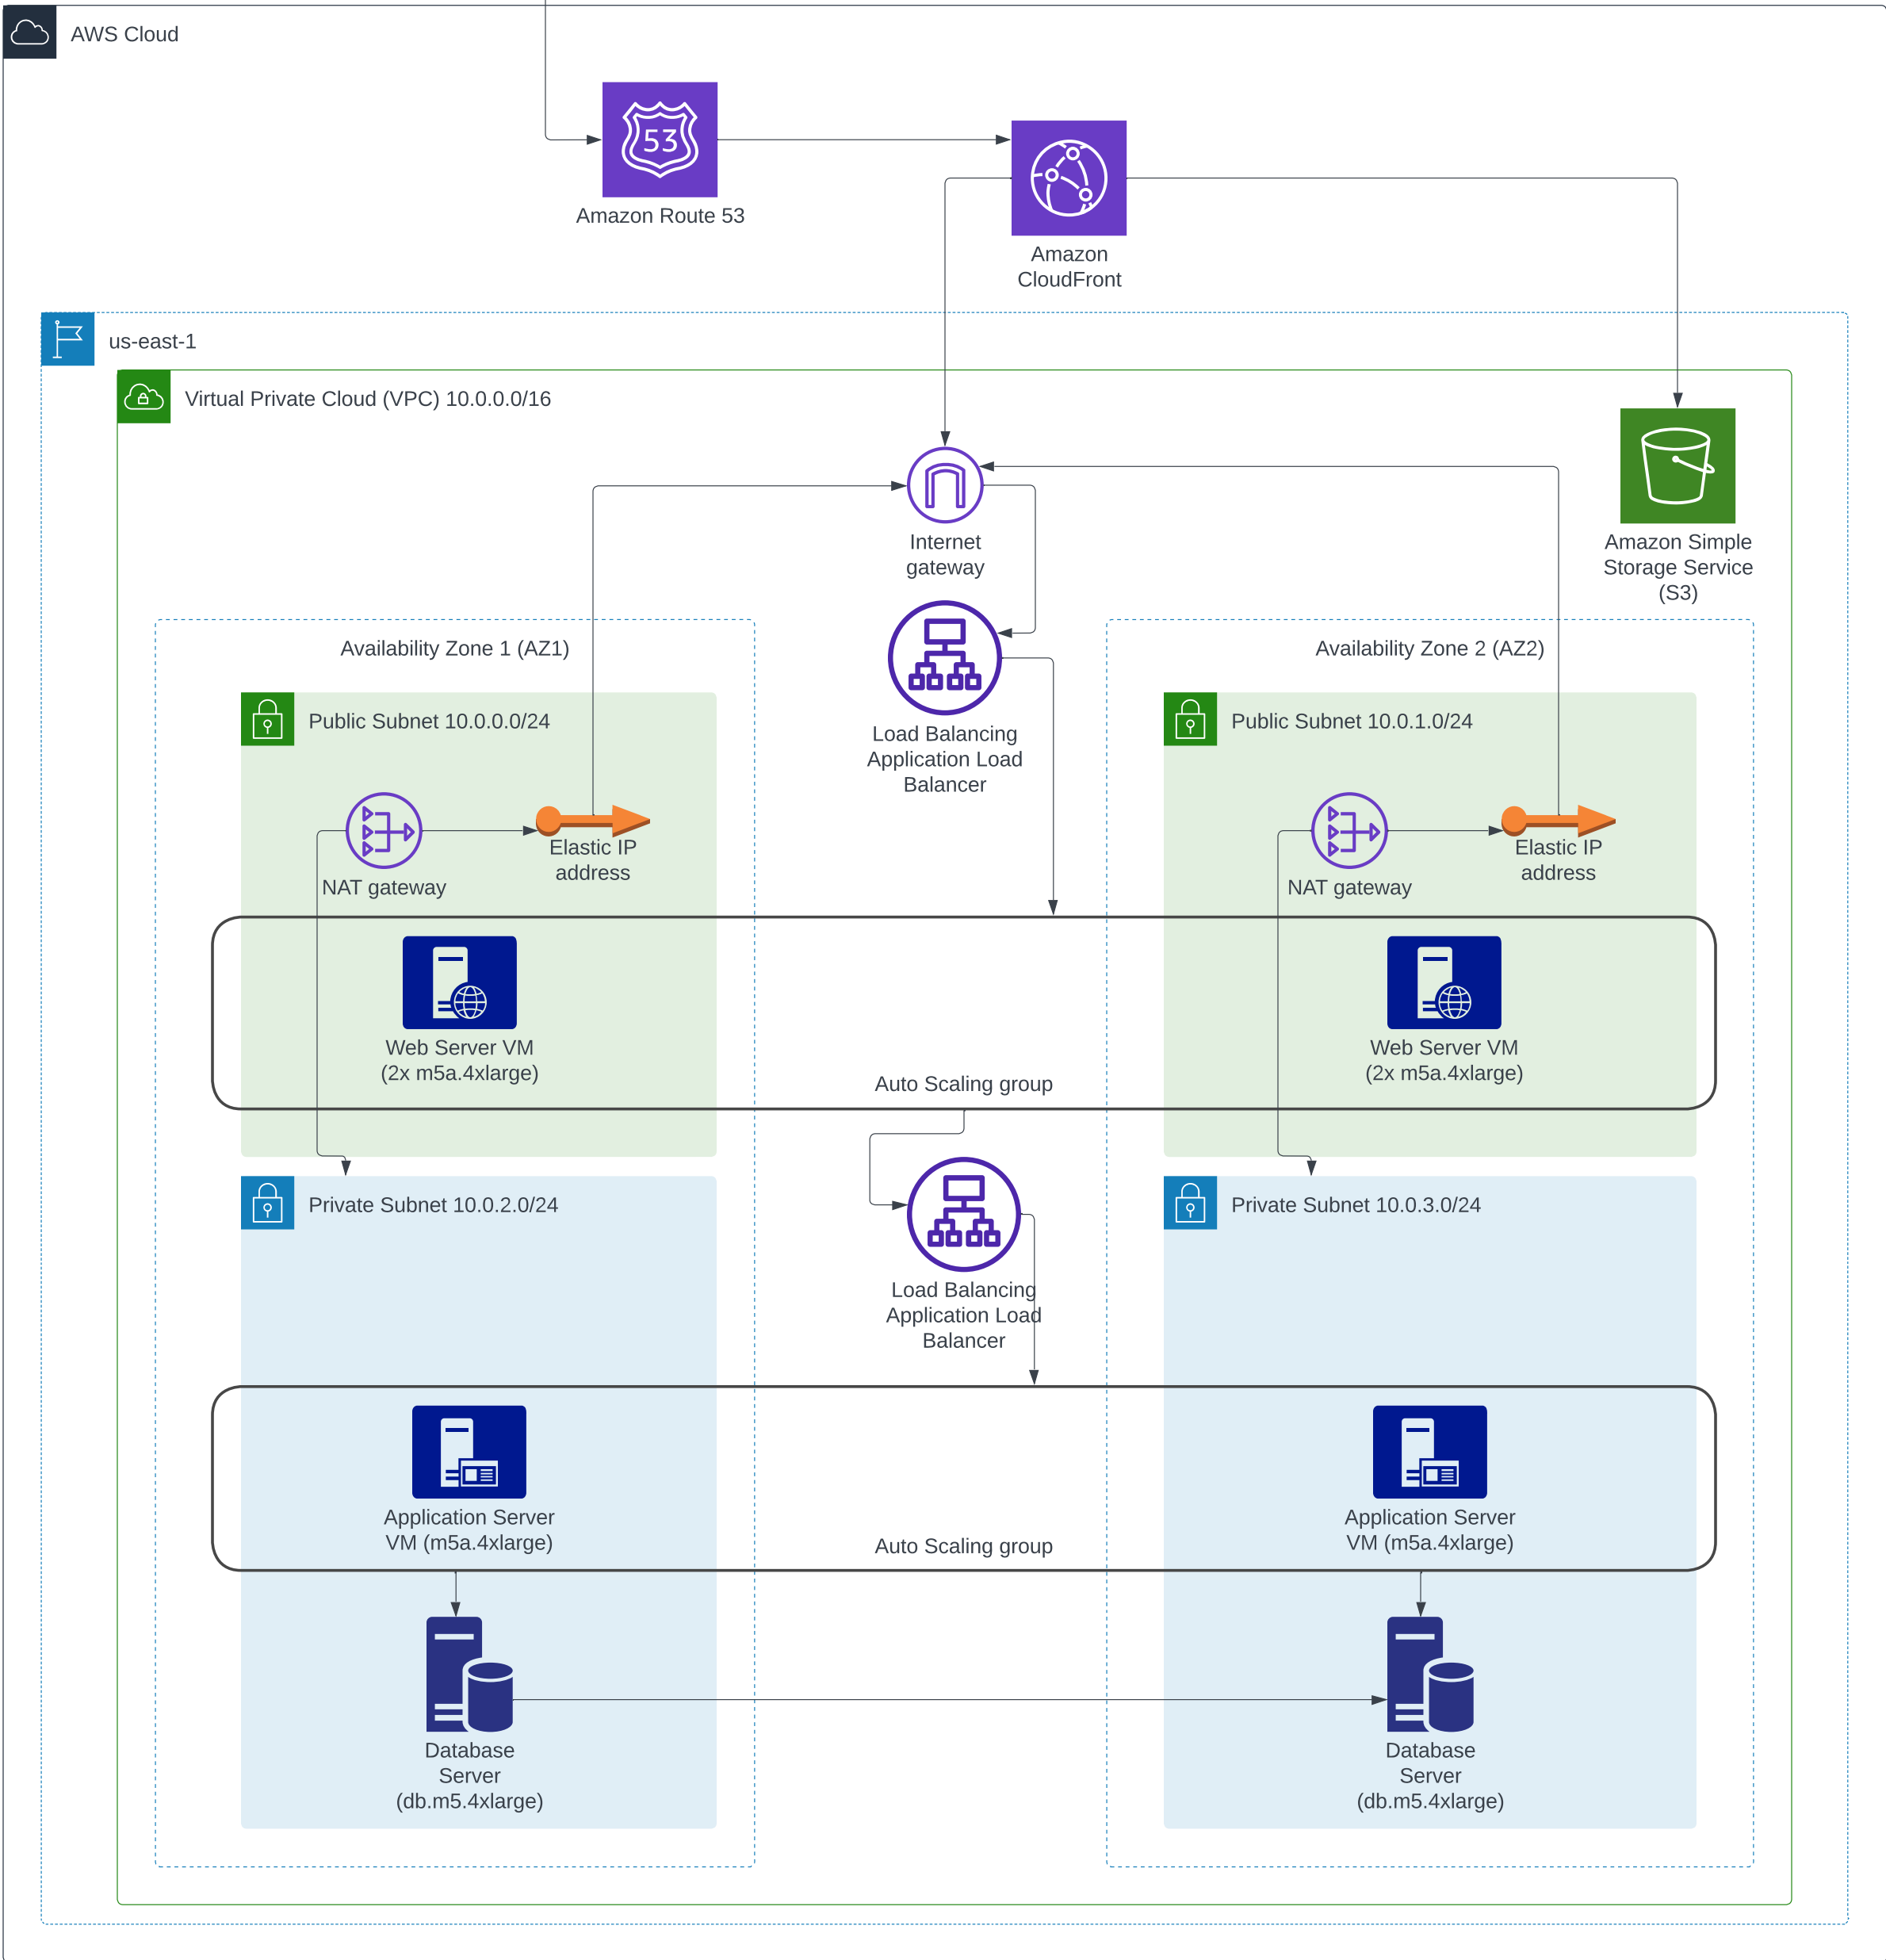 AWS Cloud
53
Amazon Route 53
Amazon
CloudFront
us-east-1
Virtual Private Cloud (VPC) 10.0.0.0/16
Internet
gateway
Amazon Simple
Storage Service
(S3)
Availability Zone 1 (AZ1)
Availability Zone 2 (AZ2)
Public Subnet 10.0.0.0/24
Load Balancing
Application Load
Balancer
Public Subnet 10.0.1.0/24
NAT gateway
Elastic IP
address
NAT gateway
Elastic IP
address
Web Server VM
(2x m5a.4xlarge)
Web Server VM
(2x m5a.4xlarge)
Auto Scaling group
Private Subnet 10.0.2.0/24
Private Subnet 10.0.3.0/24
Load Balancing
Application Load
Balancer
Application Server
VM (m5a.4xlarge)
Application Server
VM (m5a.4xlarge)
Auto Scaling group
Database
Server
(db.m5.4xlarge)
Database
Server
(db.m5.4xlarge)